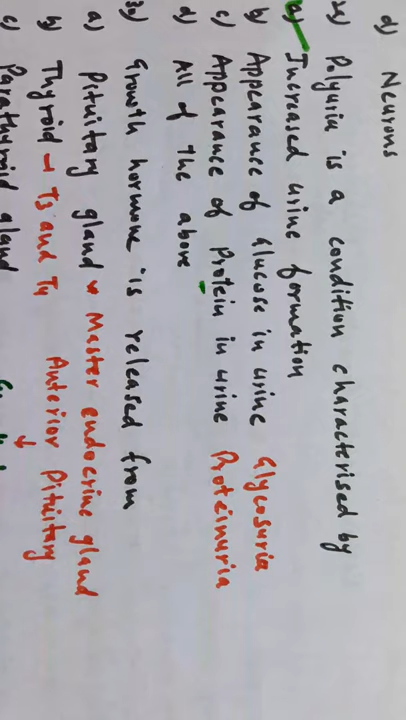 d) Neurons
Polyuria is a condition characterised by
Increased urine formation
b) Appearance of Glucose in urine Glycosuria
c) Appearance of Protein in urine Proteinuria
d) All of the above
3) Growth hormone is released from
a) Pituitary gland → Master endocrine gland
b) Thyroid → T3 and T4 Anterior Pituitary
c) Parathyroid gland